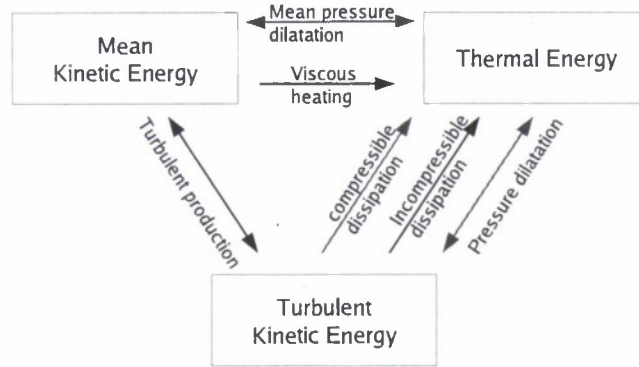 Mean pressure
dilatation
Mean
Kinetic Energy
Thermal Energy
Viscous
heating
Turbulent production
compressible
dissipation
Incompressible
dissipation
Pressure dilatation
Turbulent
Kinetic Energy